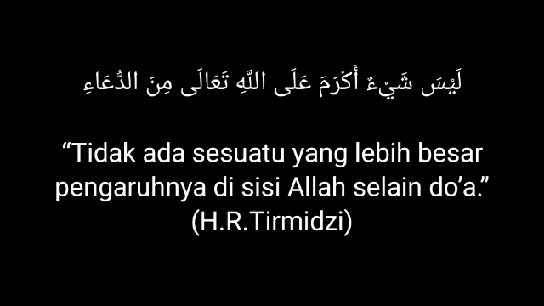 لَيْسَ شَيْءٌ أَكْرَمَ عَلَى اللَّهِ تَعَالَى مِنَ الدُّعَاءِ
“Tidak ada sesuatu yang lebih besar
pengaruhnya di sisi Allah selain do’a.”
(H.R.Tirmidzi)